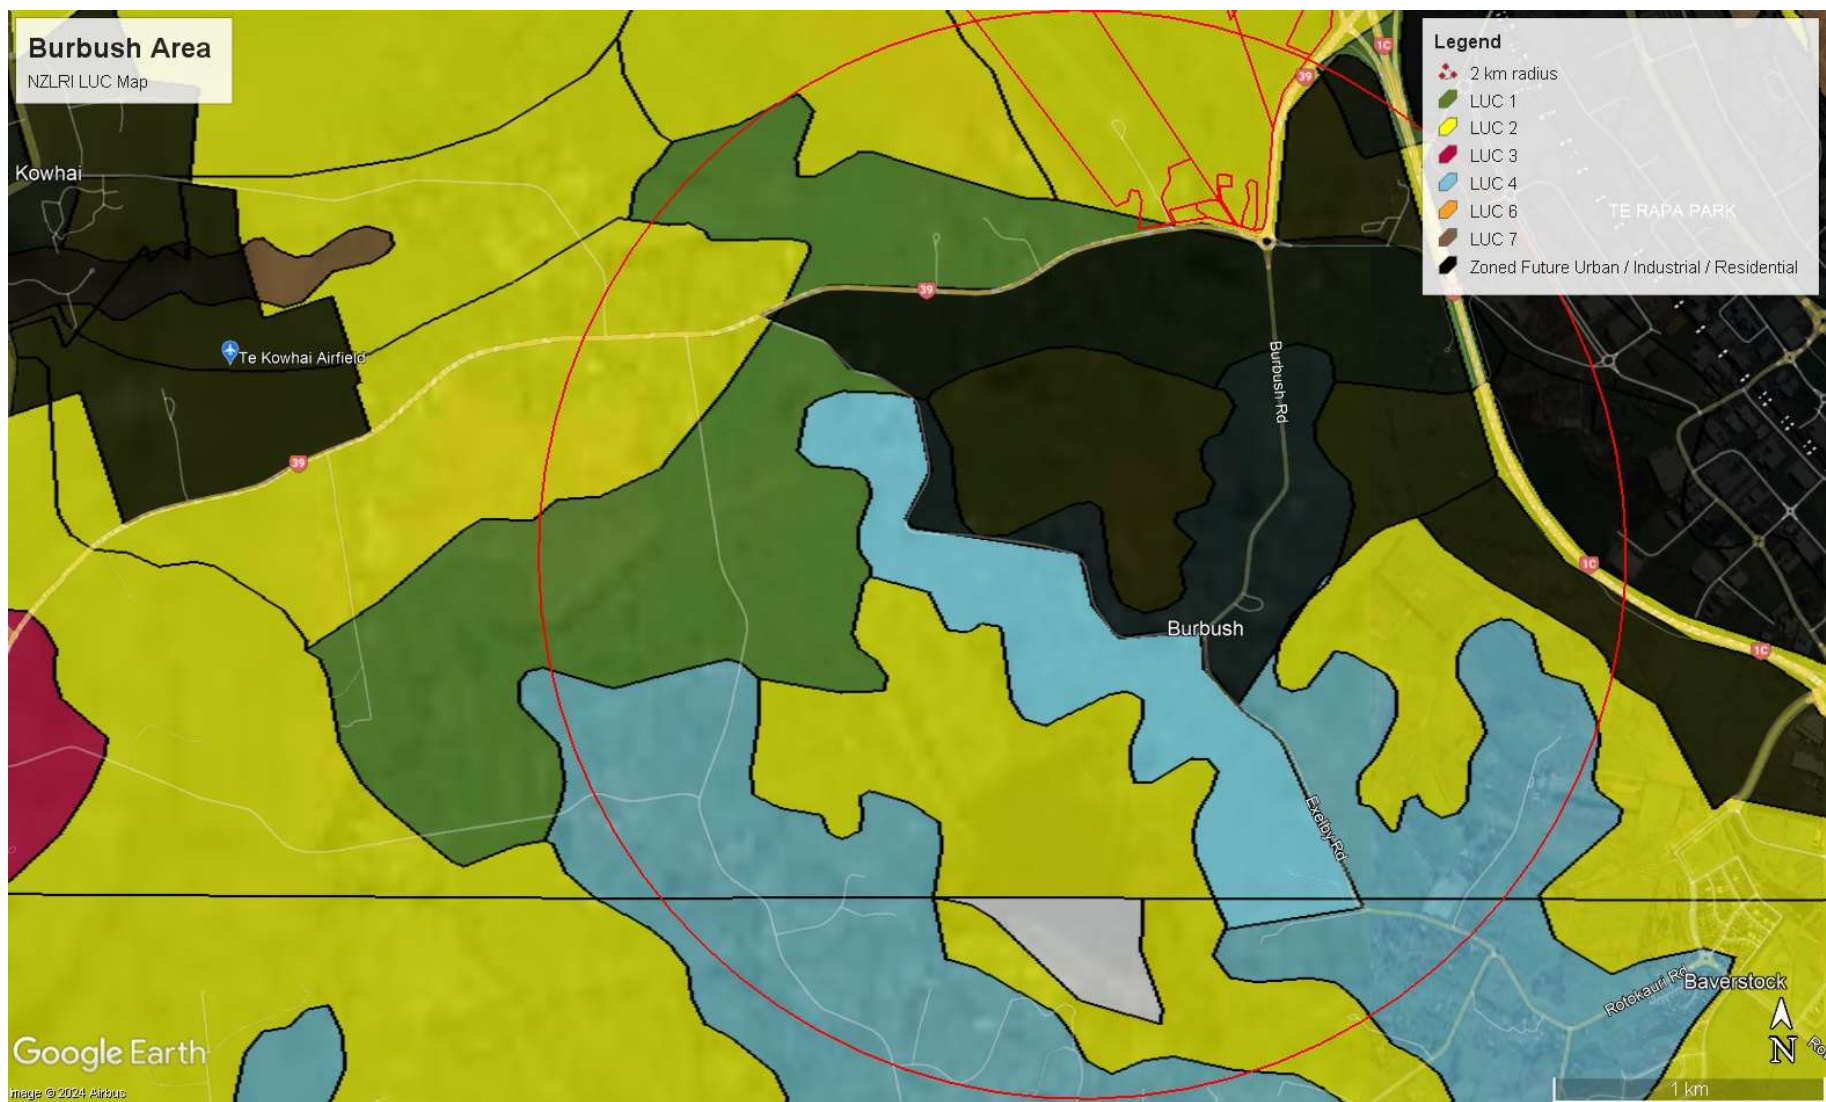 Burbush Area
NZLRI LUC Map
Legend
2 km radius
LUC 1
LUC 2
LUC 3
LUC 4
LUC 6
LUC 7
Zoned Future Urban / Industrial / Residential
1C
39
Kowhai
TE RAPA PARK
39
39
Te Kowhai Airfield
Burbush Rd
39
1C
Burbush
1C
Exelby Rd
Rotokauri Rd
Baverstock
N
Google Earth
Image © 2024 Airbus
1 km